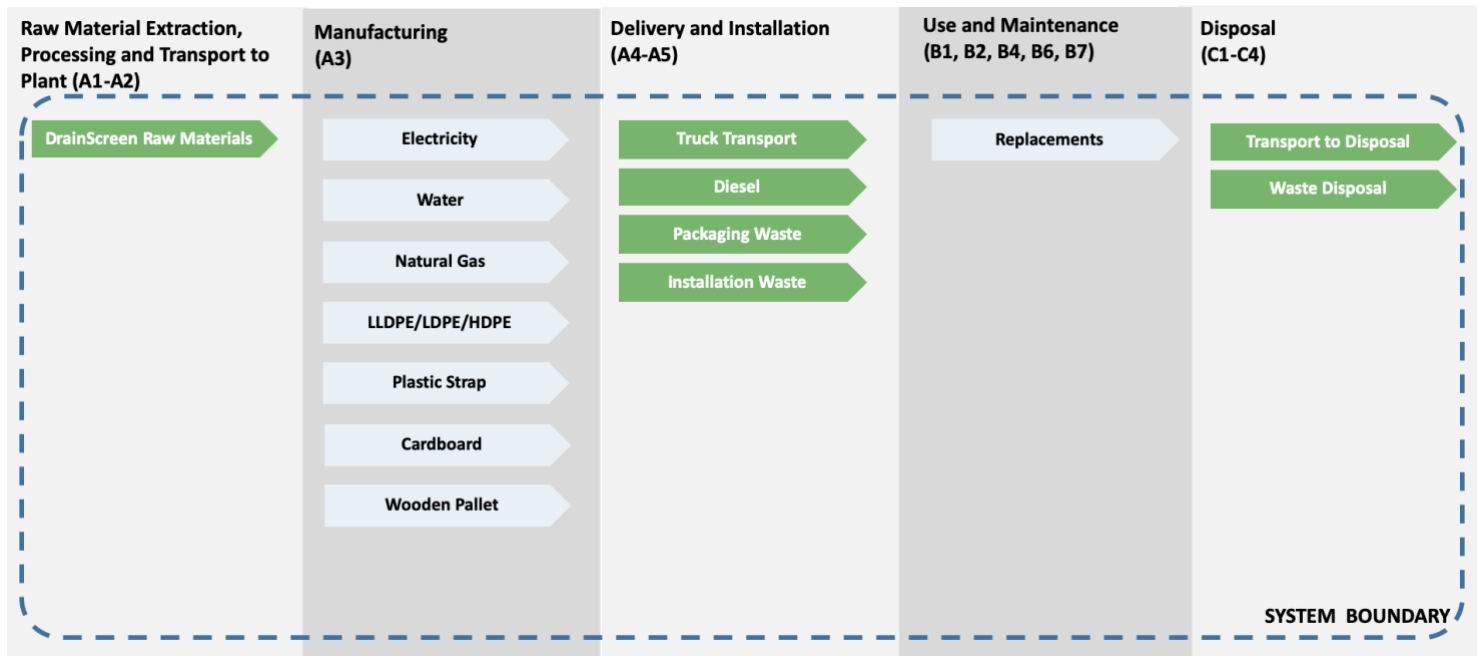 Raw Material Extraction,
Processing and Transport to
Plant (A1-A2)
DrainScreen Raw Materials
Manufacturing
(A3)
Electricity
Water
Natural Gas
LLDPE/LDPE/HDPE
Plastic Strap
Cardboard
Wooden Pallet
Delivery and Installation
(A4-A5)
Truck Transport
Diesel
Packaging Waste
Installation Waste
Use and Maintenance
(B1, B2, B4, B6, B7)
Replacements
Disposal
(C1-C4)
Transport to Disposal
Waste Disposal
SYSTEM BOUNDARY